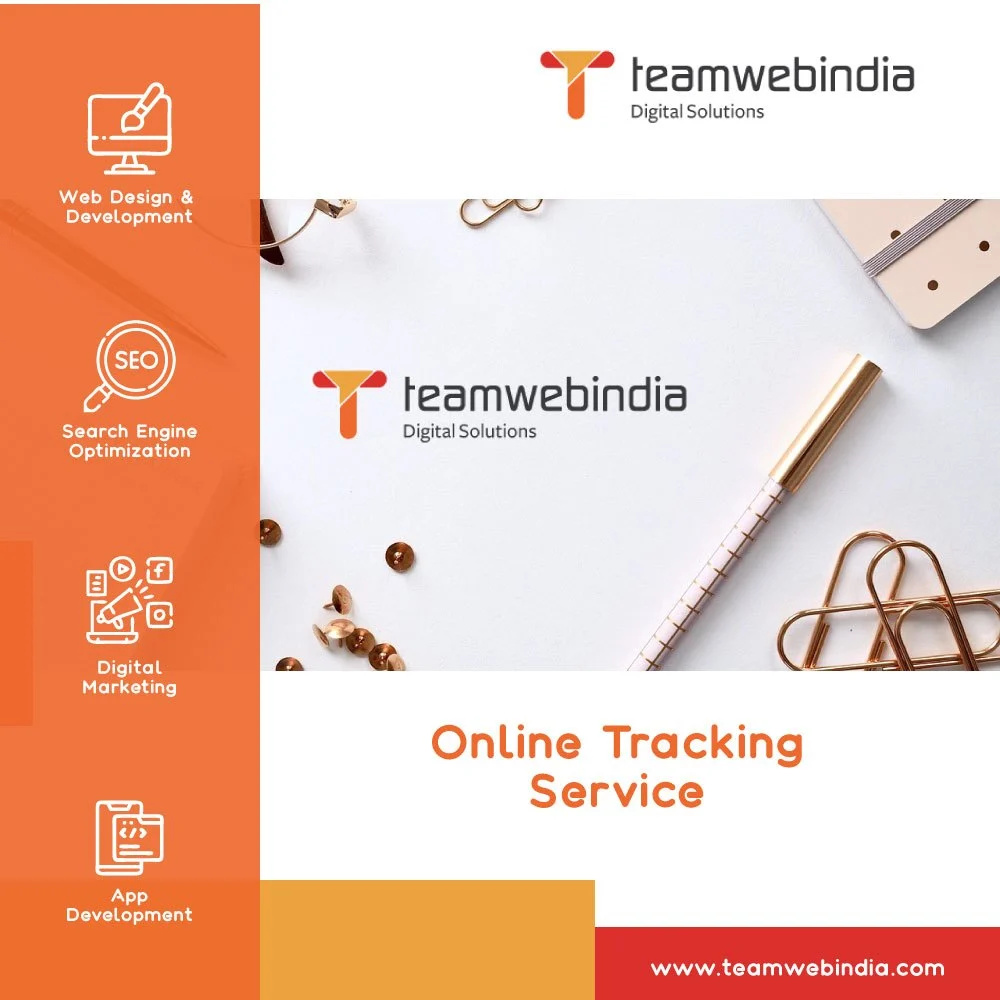 teamwebindia
Digital Solutions
Web Design &
Development
SEO
Search Engine
Optimization
Digital
Marketing
App
Development
teamwebindia
Digital Solutions
Online Tracking
Service
www.teamwebindia.com